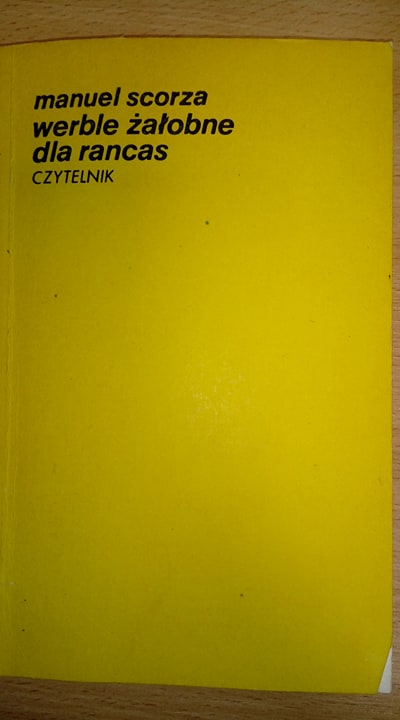 manuel scorza
werble żałobne
dla rancas
CZYTELNIK